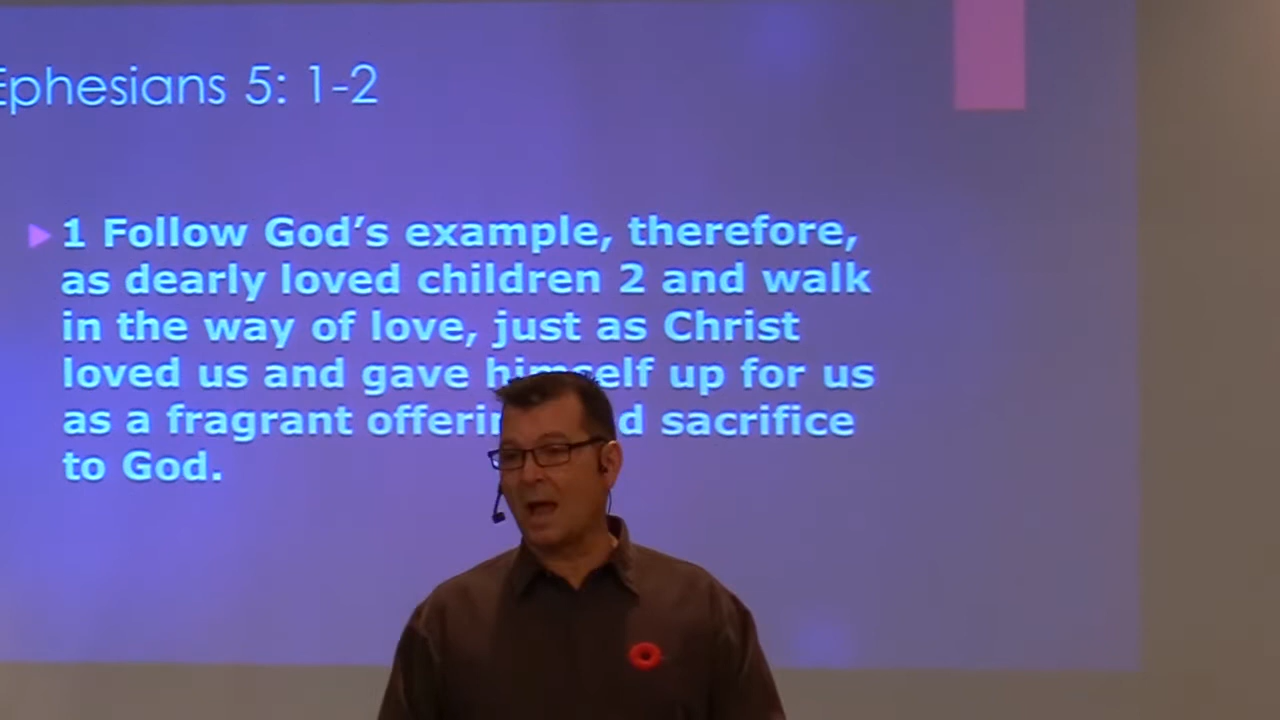 Ephesians 5: 1-2
1 Follow God's example, therefore,
as dearly loved children 2 and walk
in the way of love, just as Christ
loved us and gave himself up for us
as a fragrant sacrifice
to God.